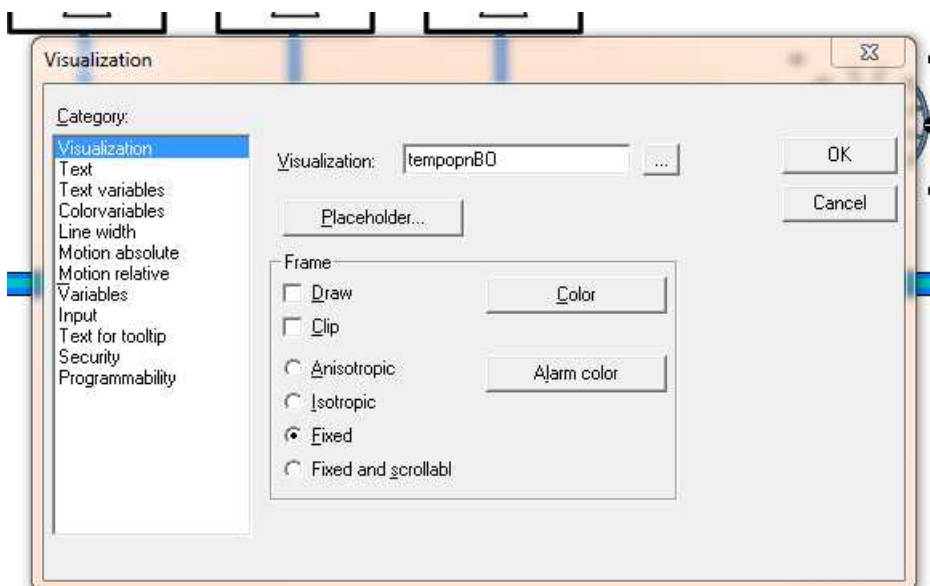 Visualization
Category:
Visualization
Text
Text variables
Colorvariables
Line width
Motion absolute
Motion relative
Variables
Input
Text for tooltip
Security
Programmability
Visualization: tempopnBO ...
Placeholder...
Frame
Draw
Clip
Anisotropic
Isotropic
Fixed
Fixed and scrollabl
Color
Alarm color
OK
Cancel